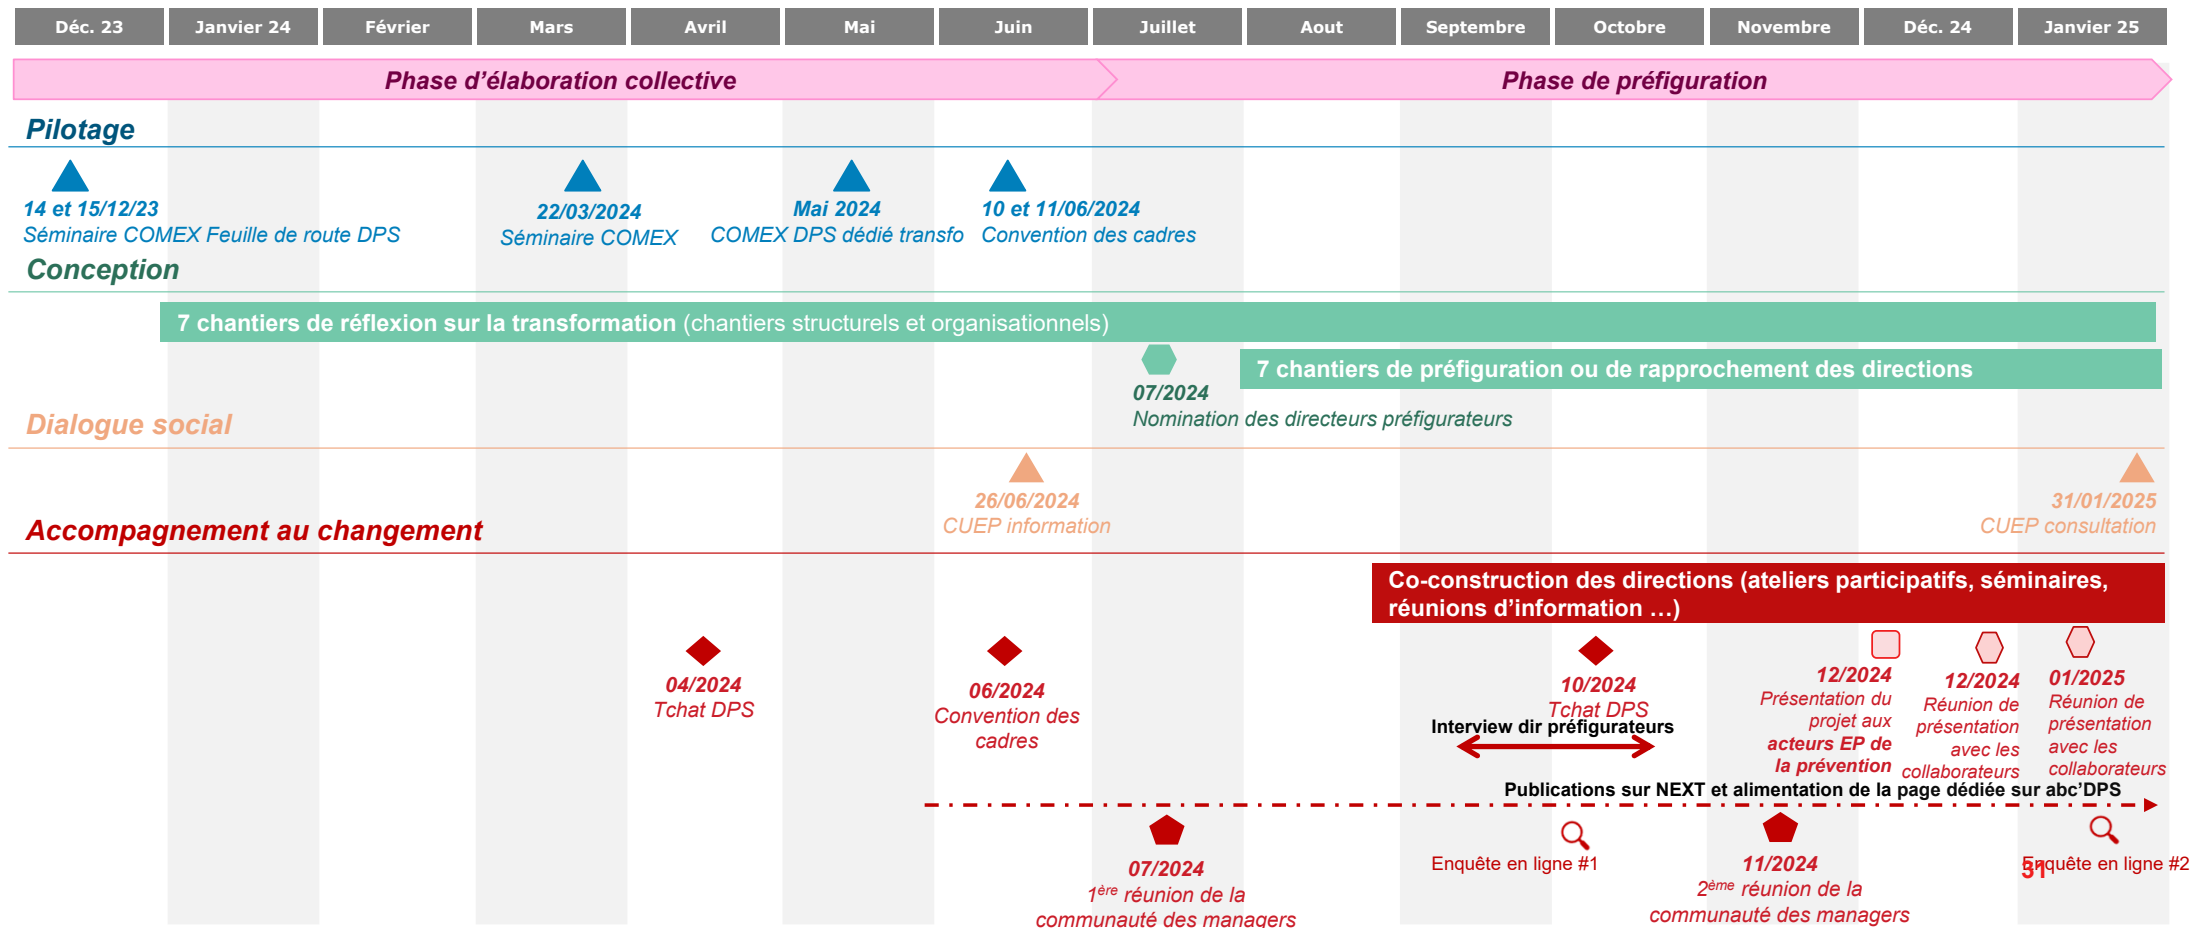 Déc. 23
Janvier 24
Février
Mars
Avril
Mai
Juin
Juillet
Aout
Septembre
Octobre
Novembre
Déc. 24
Janvier 25
Phase d’élaboration collective
Phase de préfiguration
Pilotage
14 et 15/12/23
Séminaire COMEX Feuille de route DPS
22/03/2024
Séminaire COMEX
Mai 2024
COMEX DPS dédié transfo
10 et 11/06/2024
Convention des cadres
Conception
7 chantiers de réflexion sur la transformation (chantiers structurels et organisationnels)
7 chantiers de préfiguration ou de rapprochement des directions
07/2024
Nomination des directeurs préfigurateurs
Dialogue social
26/06/2024
CUEP information
31/01/2025
CUEP consultation
Accompagnement au changement
Co-construction des directions (ateliers participatifs, séminaires,
réunions d’information …)
04/2024
Tchat DPS
06/2024
Convention des
cadres
10/2024
Tchat DPS
Interview dir préfigurateurs
12/2024
Présentation du
projet aux
acteurs EP de
la prévention
12/2024
Réunion de
présentation
avec les
collaborateurs
01/2025
Réunion de
présentation
avec les
collaborateurs
Publications sur NEXT et alimentation de la page dédiée sur abc’DPS
07/2024
1ère réunion de la
communauté des managers
Enquête en ligne #1
11/2024
2ème réunion de la
communauté des managers
Enquête en ligne #2
31